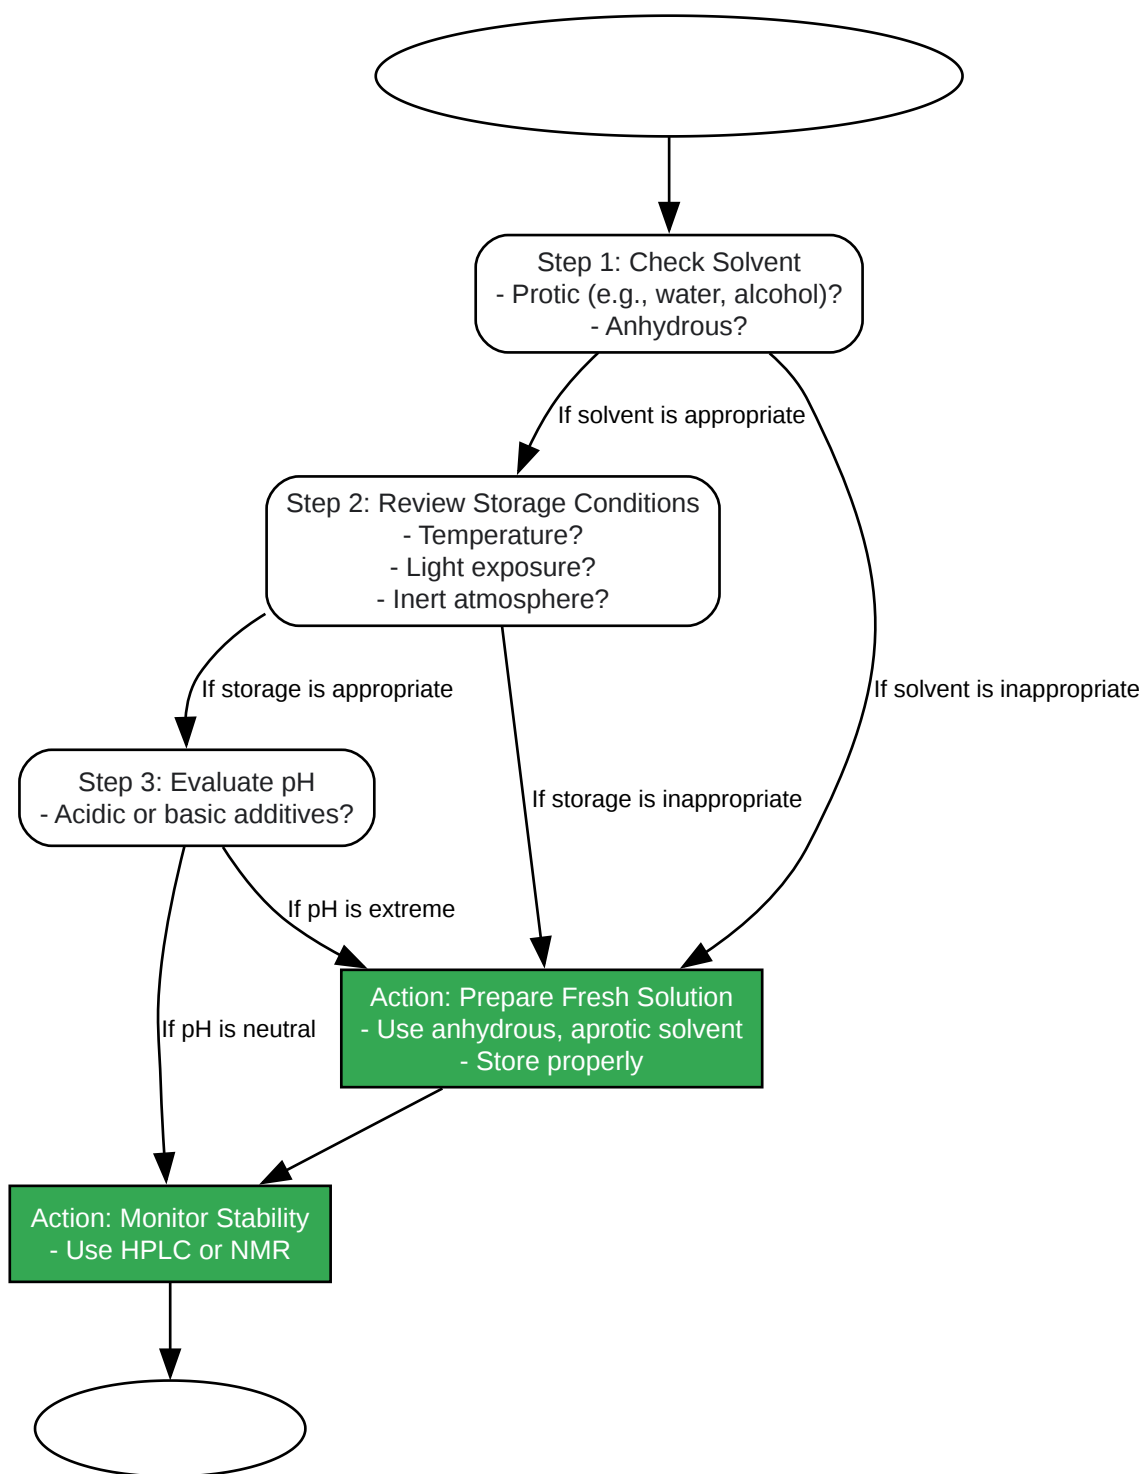 Step 1: Check Solvent
- Protic (e.g., water, alcohol)?
- Anhydrous?
If solvent is appropriate
Step 2: Review Storage Conditions
- Temperature?
- Light exposure?
- Inert atmosphere?
If storage is appropriate
If solvent is inappropriate
Step 3: Evaluate pH
- Acidic or basic additives?
If storage is inappropriate
If pH is extreme
Action: Prepare Fresh Solution
- Use anhydrous, aprotic solvent
- Store properly
If pH is neutral
Action: Monitor Stability
- Use HPLC or NMR